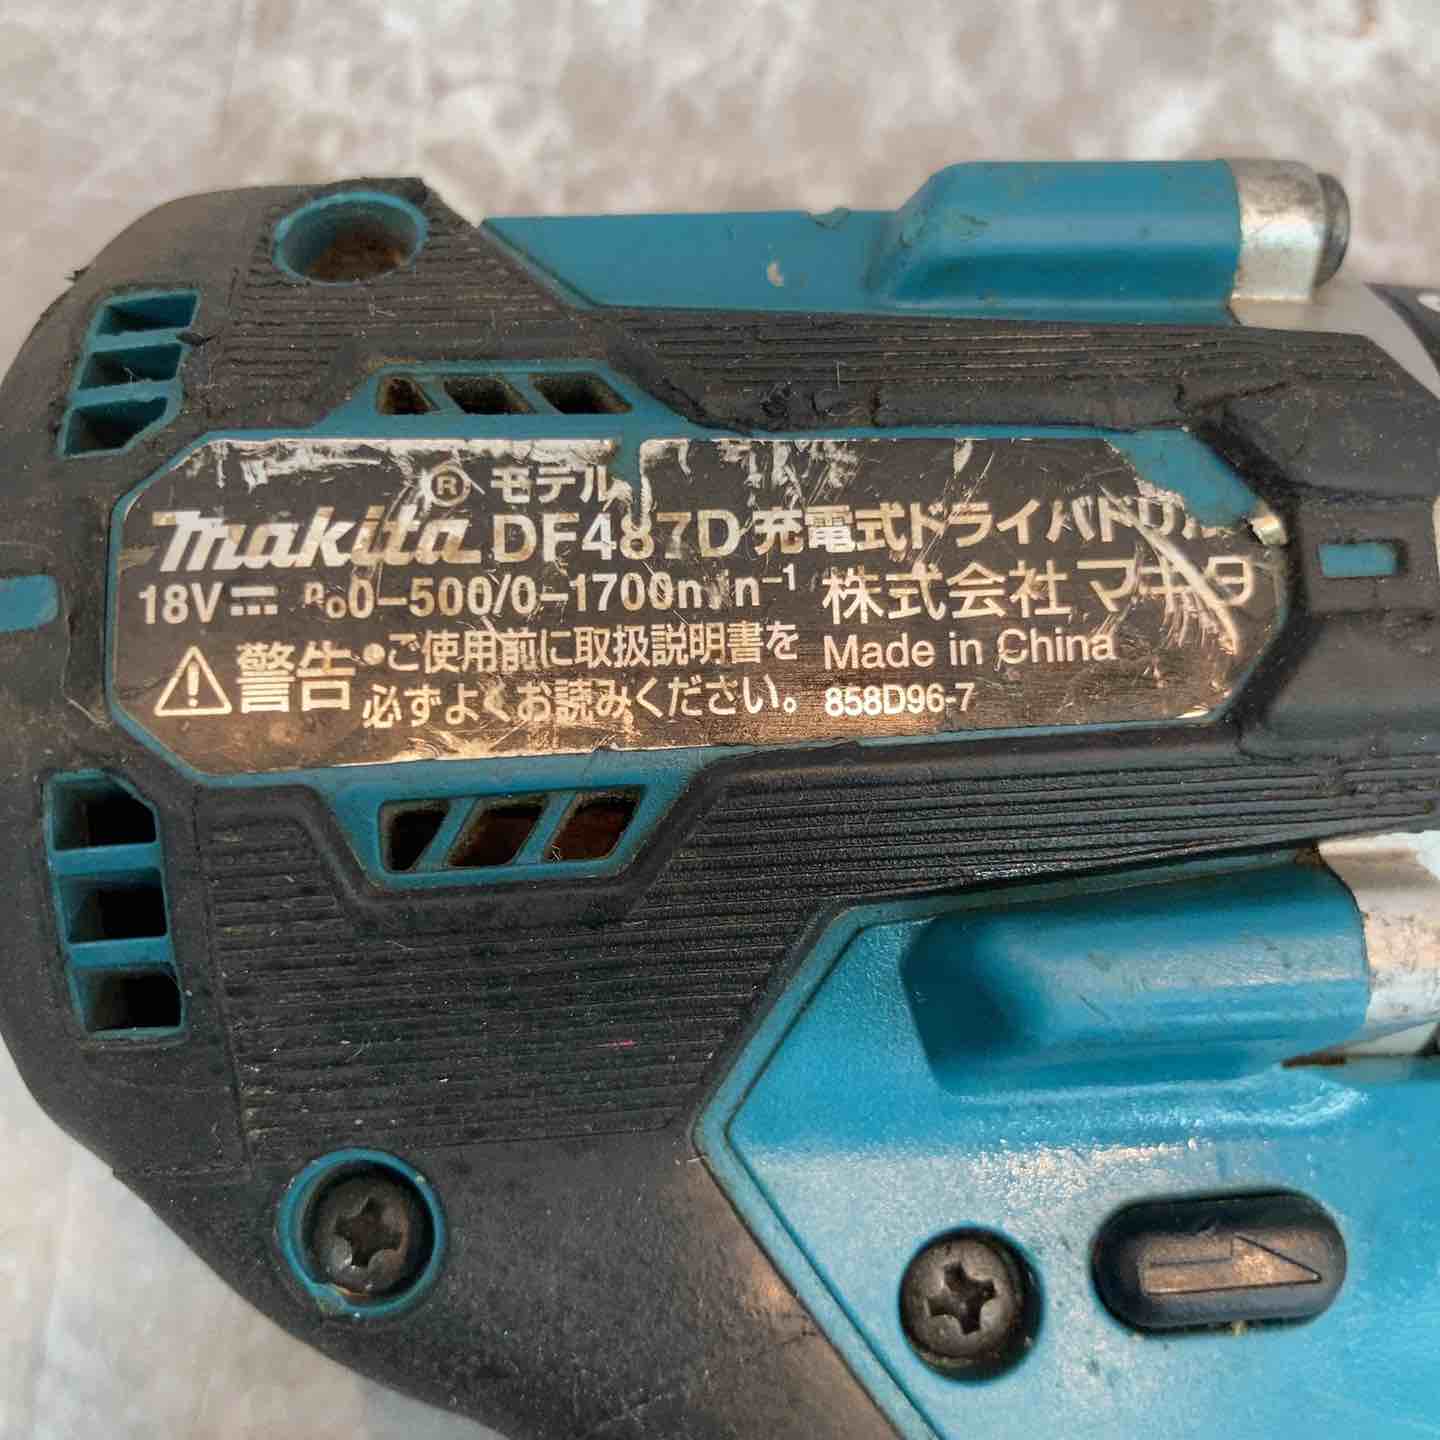 ® モデル
makita DF487D 充電式ドライバドリル
18V⎓ n₀0-500/0-1700min⁻¹ 株式会社マキタ
警告 •ご使用前に取扱説明書を Made in China
必ずよくお読みください。 858D96-7